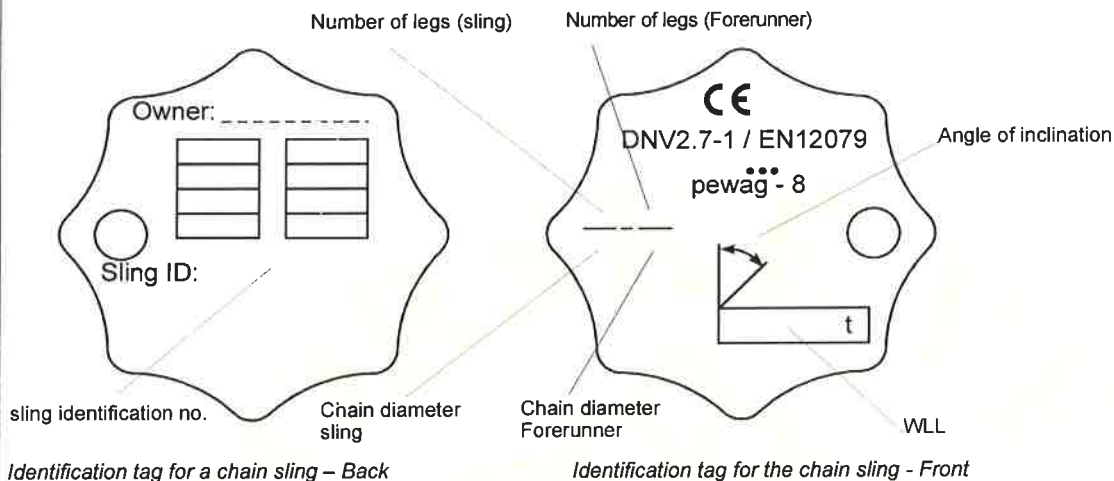 Number of legs (sling)
Number of legs (Forerunner)
Owner:
Sling ID:
CE
DNV2.7-1 / EN12079
pewag - 8
t
Angle of inclination
sling identification no.
Chain diameter
sling
Chain diameter
Forerunner
WLL
Identification tag for a chain sling – Back
Identification tag for the chain sling - Front